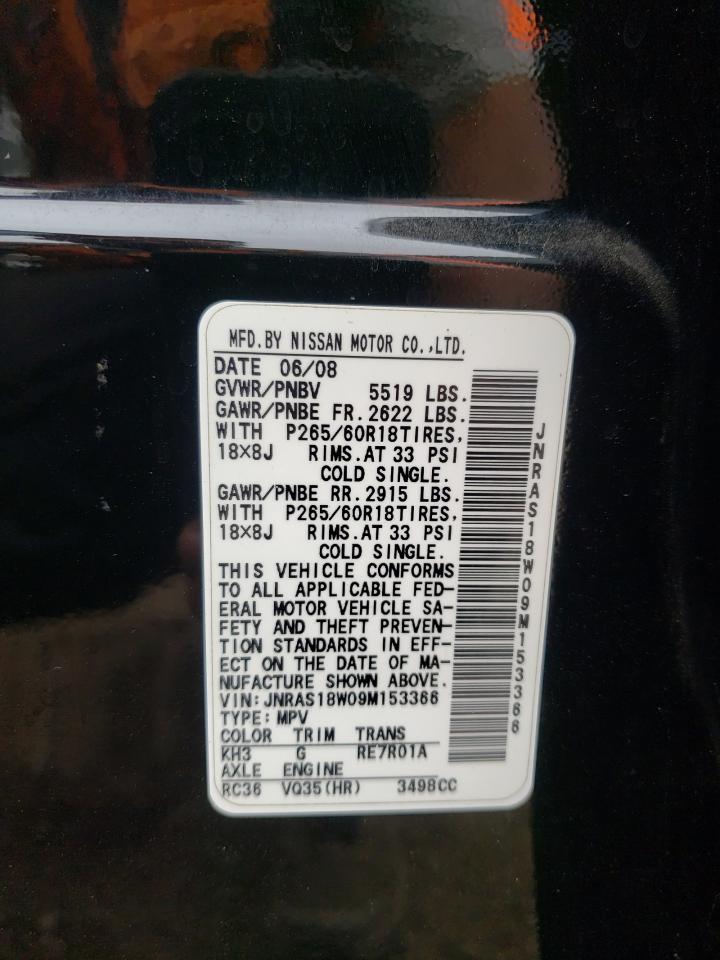 MFD.BY NISSAN MOTOR CO.,LTD.
DATE 06/08
GVWR/PNBV 5519 LBS.
GAWR/PNBE FR. 2622 LBS.
WITH P265/60R18TIRES,
18×8J RIMS.AT 33 PSI
COLD SINGLE.
GAWR/PNBE RR. 2915 LBS.
WITH P265/60R18TIRES,
18×8J RIMS.AT 33 PSI
COLD SINGLE.
THIS VEHICLE CONFORMS
TO ALL APPLICABLE FED-
ERAL MOTOR VEHICLE SA-
FETY AND THEFT PREVEN-
TION STANDARDS IN EFF-
ECT ON THE DATE OF MA-
NUFACTURE SHOWN ABOVE.
VIN: JNRAS18W09M153366
TYPE: MPV
COLOR TRIM TRANS
KH3 G RE7R01A
AXLE ENGINE
RC36 VQ35(HR) 3498CC
JNRAS18W09M153366